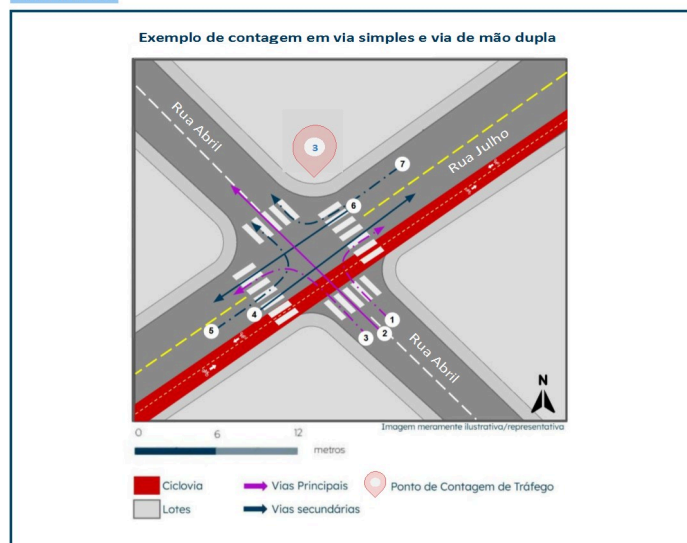 Exemplo de contagem em via simples e via de mão dupla
Rua Abril
3
7
Rua Julho
6
4
5
1
2
3
Rua Abril
N
Imagem meramente ilustrativa/representativa
0 6 12
metros
Ciclovia
Vias Principais
Ponto de Contagem de Tráfego
Lotes
Vias secundárias